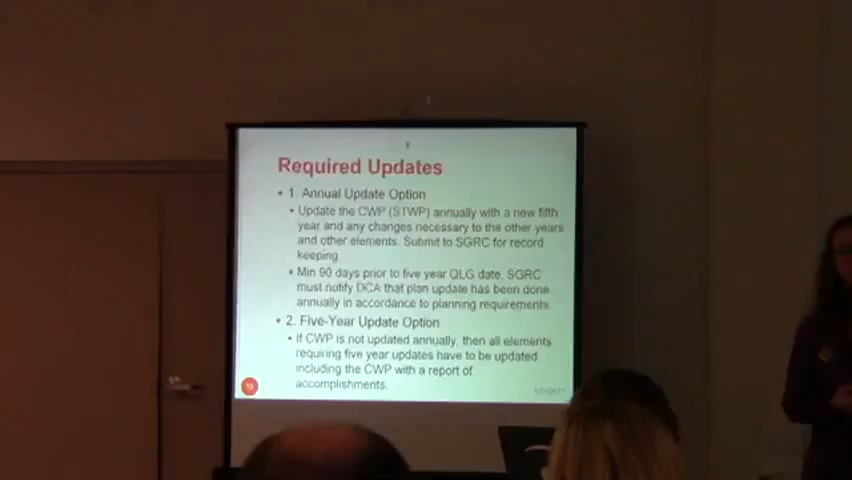 Required Updates
• 1. Annual Update Option
• Update the CWP (STWP) annually with a new fifth
year and any changes necessary to the other years
and other elements. Submit to SGRC for record
keeping
• Min 90 days prior to five year QLG date. SGRC
must notify DCA that plan update has been done
annually in accordance to planning requirements
• 2. Five-Year Update Option
• If CWP is not updated annually, then all elements
requiring five year updates have to be updated
including the CWP with a report of
accomplishments.